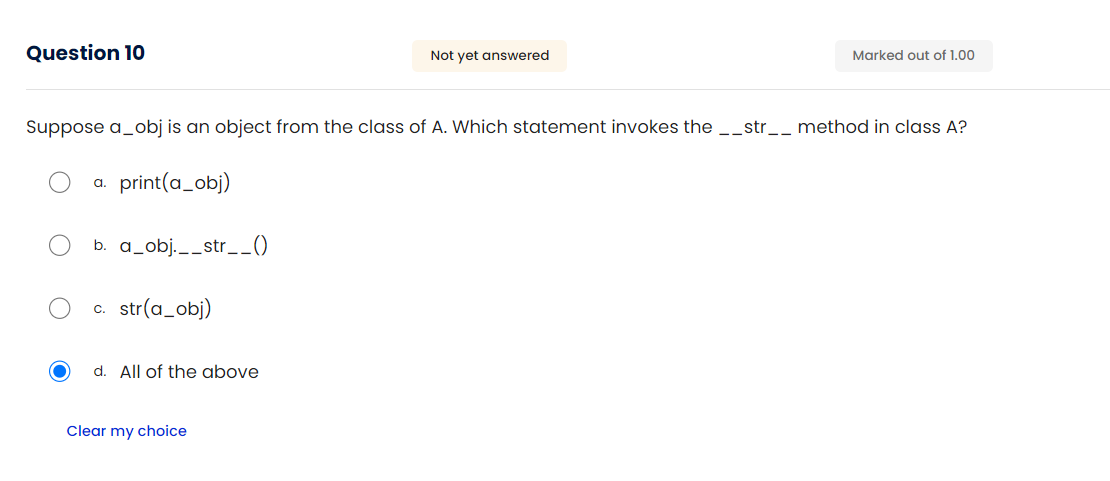 Question 10
Not yet answered
Marked out of 1.00
Suppose a_obj is an object from the class of A. Which statement invokes the __str__ method in class A?
a. print(a_obj)
b. a_obj.__str__()
c. str(a_obj)
d. All of the above
Clear my choice